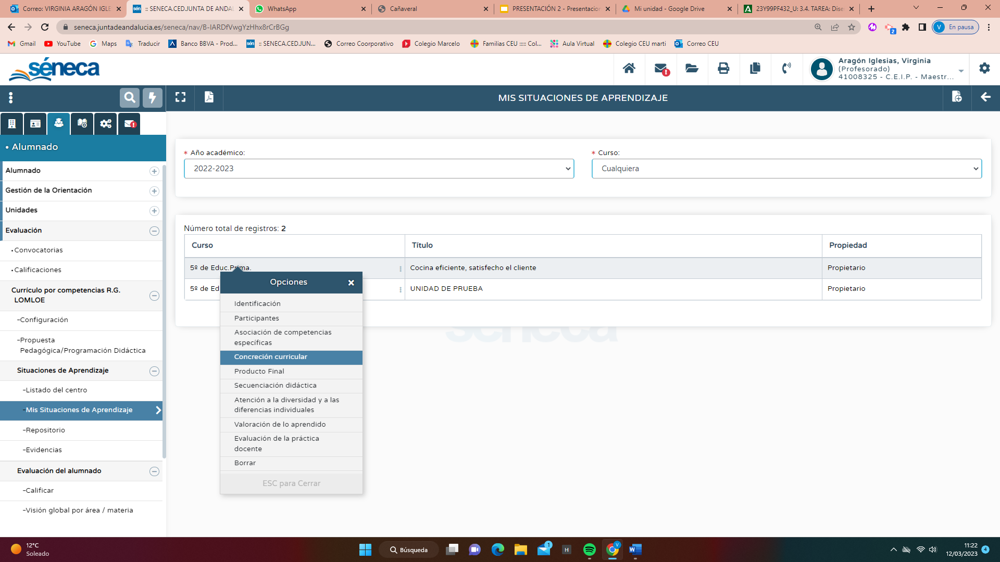 Correo: VIRGINIA ARAGÓN IGLE
:: SENECA.CED.JUNTA DE ANDAL
WhatsApp
Cañaveral
PRESENTACIÓN 2 - Presentacion
Mi unidad - Google Drive
23Y99PF432_U: 3.4. TAREA: Dise
seneca.juntadeandalucia.es/seneca/nav/B-IARDfVwgYzHhx8rCrBGg
2
V
En pausa
Gmail
YouTube
Maps
Traducir
Banco BBVA - Prod...
:: SENECA.CED.JUN...
Correo Coorporativo
Colegio Marcelo
Familias CEU ::::: Col...
Aula Virtual
Colegio CEU marti
Correo CEU
séneca
Aragón Iglesias, Virginia
(Profesorado)
41008325 - C.E.I.P. - Maestr...
MIS SITUACIONES DE APRENDIZAJE
• Alumnado
Alumnado
Gestión de la Orientación
Unidades
Evaluación
• Convocatorias
• Calificaciones
Currículo por competencias R.G.
LOMLOE
-Configuración
-Propuesta
Pedagógica/Programación Didáctica
Situaciones de Aprendizaje
-Listado del centro
-Mis Situaciones de Aprendizaje
-Repositorio
-Evidencias
Evaluación del alumnado
-Calificar
-Visión global por área / materia
* Año académico:
2022-2023
* Curso:
Cualquiera
Número total de registros: 2
Curso
Título
Propiedad
5º de Educ.Prima.
Cocina eficiente, satisfecho el cliente
Propietario
5º de Ed
UNIDAD DE PRUEBA
Propietario
Opciones
Identificación
Participantes
Asociación de competencias
específicas
Concreción curricular
Producto Final
Secuenciación didáctica
Atención a la diversidad y a las
diferencias individuales
Valoración de lo aprendido
Evaluación de la práctica
docente
Borrar
ESC para Cerrar
séneca
12°C
Soleado
Búsqueda
1
H
V
11:22
12/03/2023
4